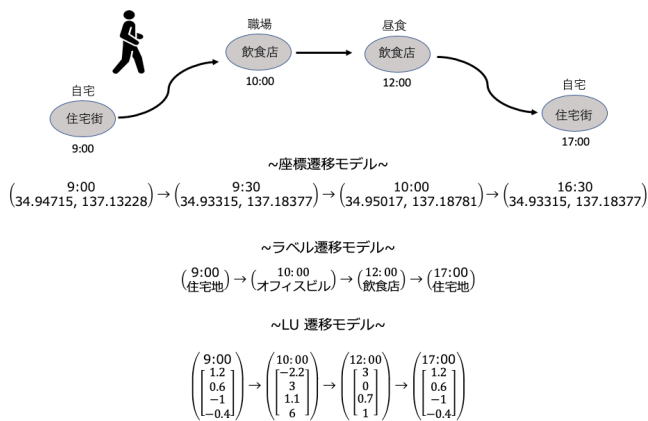 職場
飲食店
10:00
昼食
飲食店
12:00
自宅
住宅街
9:00
自宅
住宅街
17:00
~座標遷移モデル~
(9:00 34.94715, 137.13228) → (9:30 34.93315, 137.18377) → (10:00 34.95017, 137.18781) → (16:30 34.93315, 137.18377)
~ラベル遷移モデル~
(9:00 住宅地) → (10:00 オフィスビル) → (12:00 飲食店) → (17:00 住宅地)
~LU 遷移モデル~
9:00 10:00 12:00 17:00
1.2 → −2.2 → 3 → 1.2
0.6 3 0 0.6
−1 1.1 0.7 −1
−0.4 6 1 −0.4